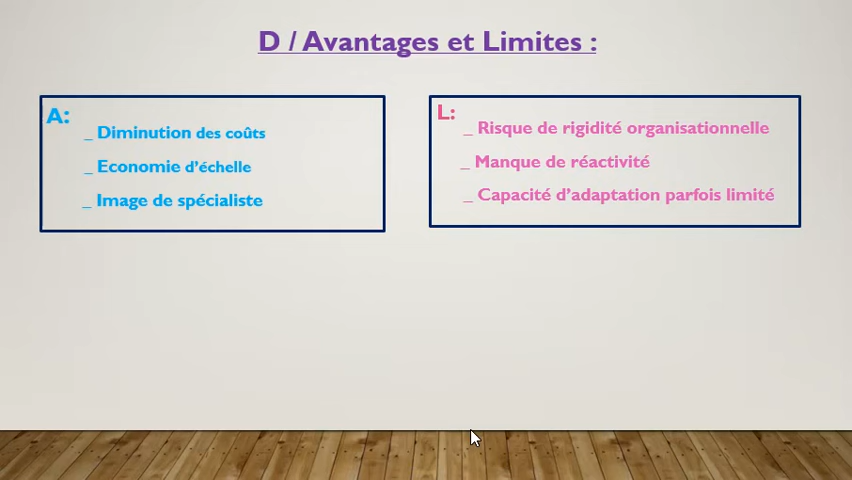 D / Avantages et Limites :
A:
_ Diminution des coûts
_ Economie d'échelle
_ Image de spécialiste
L:
_ Risque de rigidité organisationnelle
_ Manque de réactivité
_ Capacité d'adaptation parfois limité